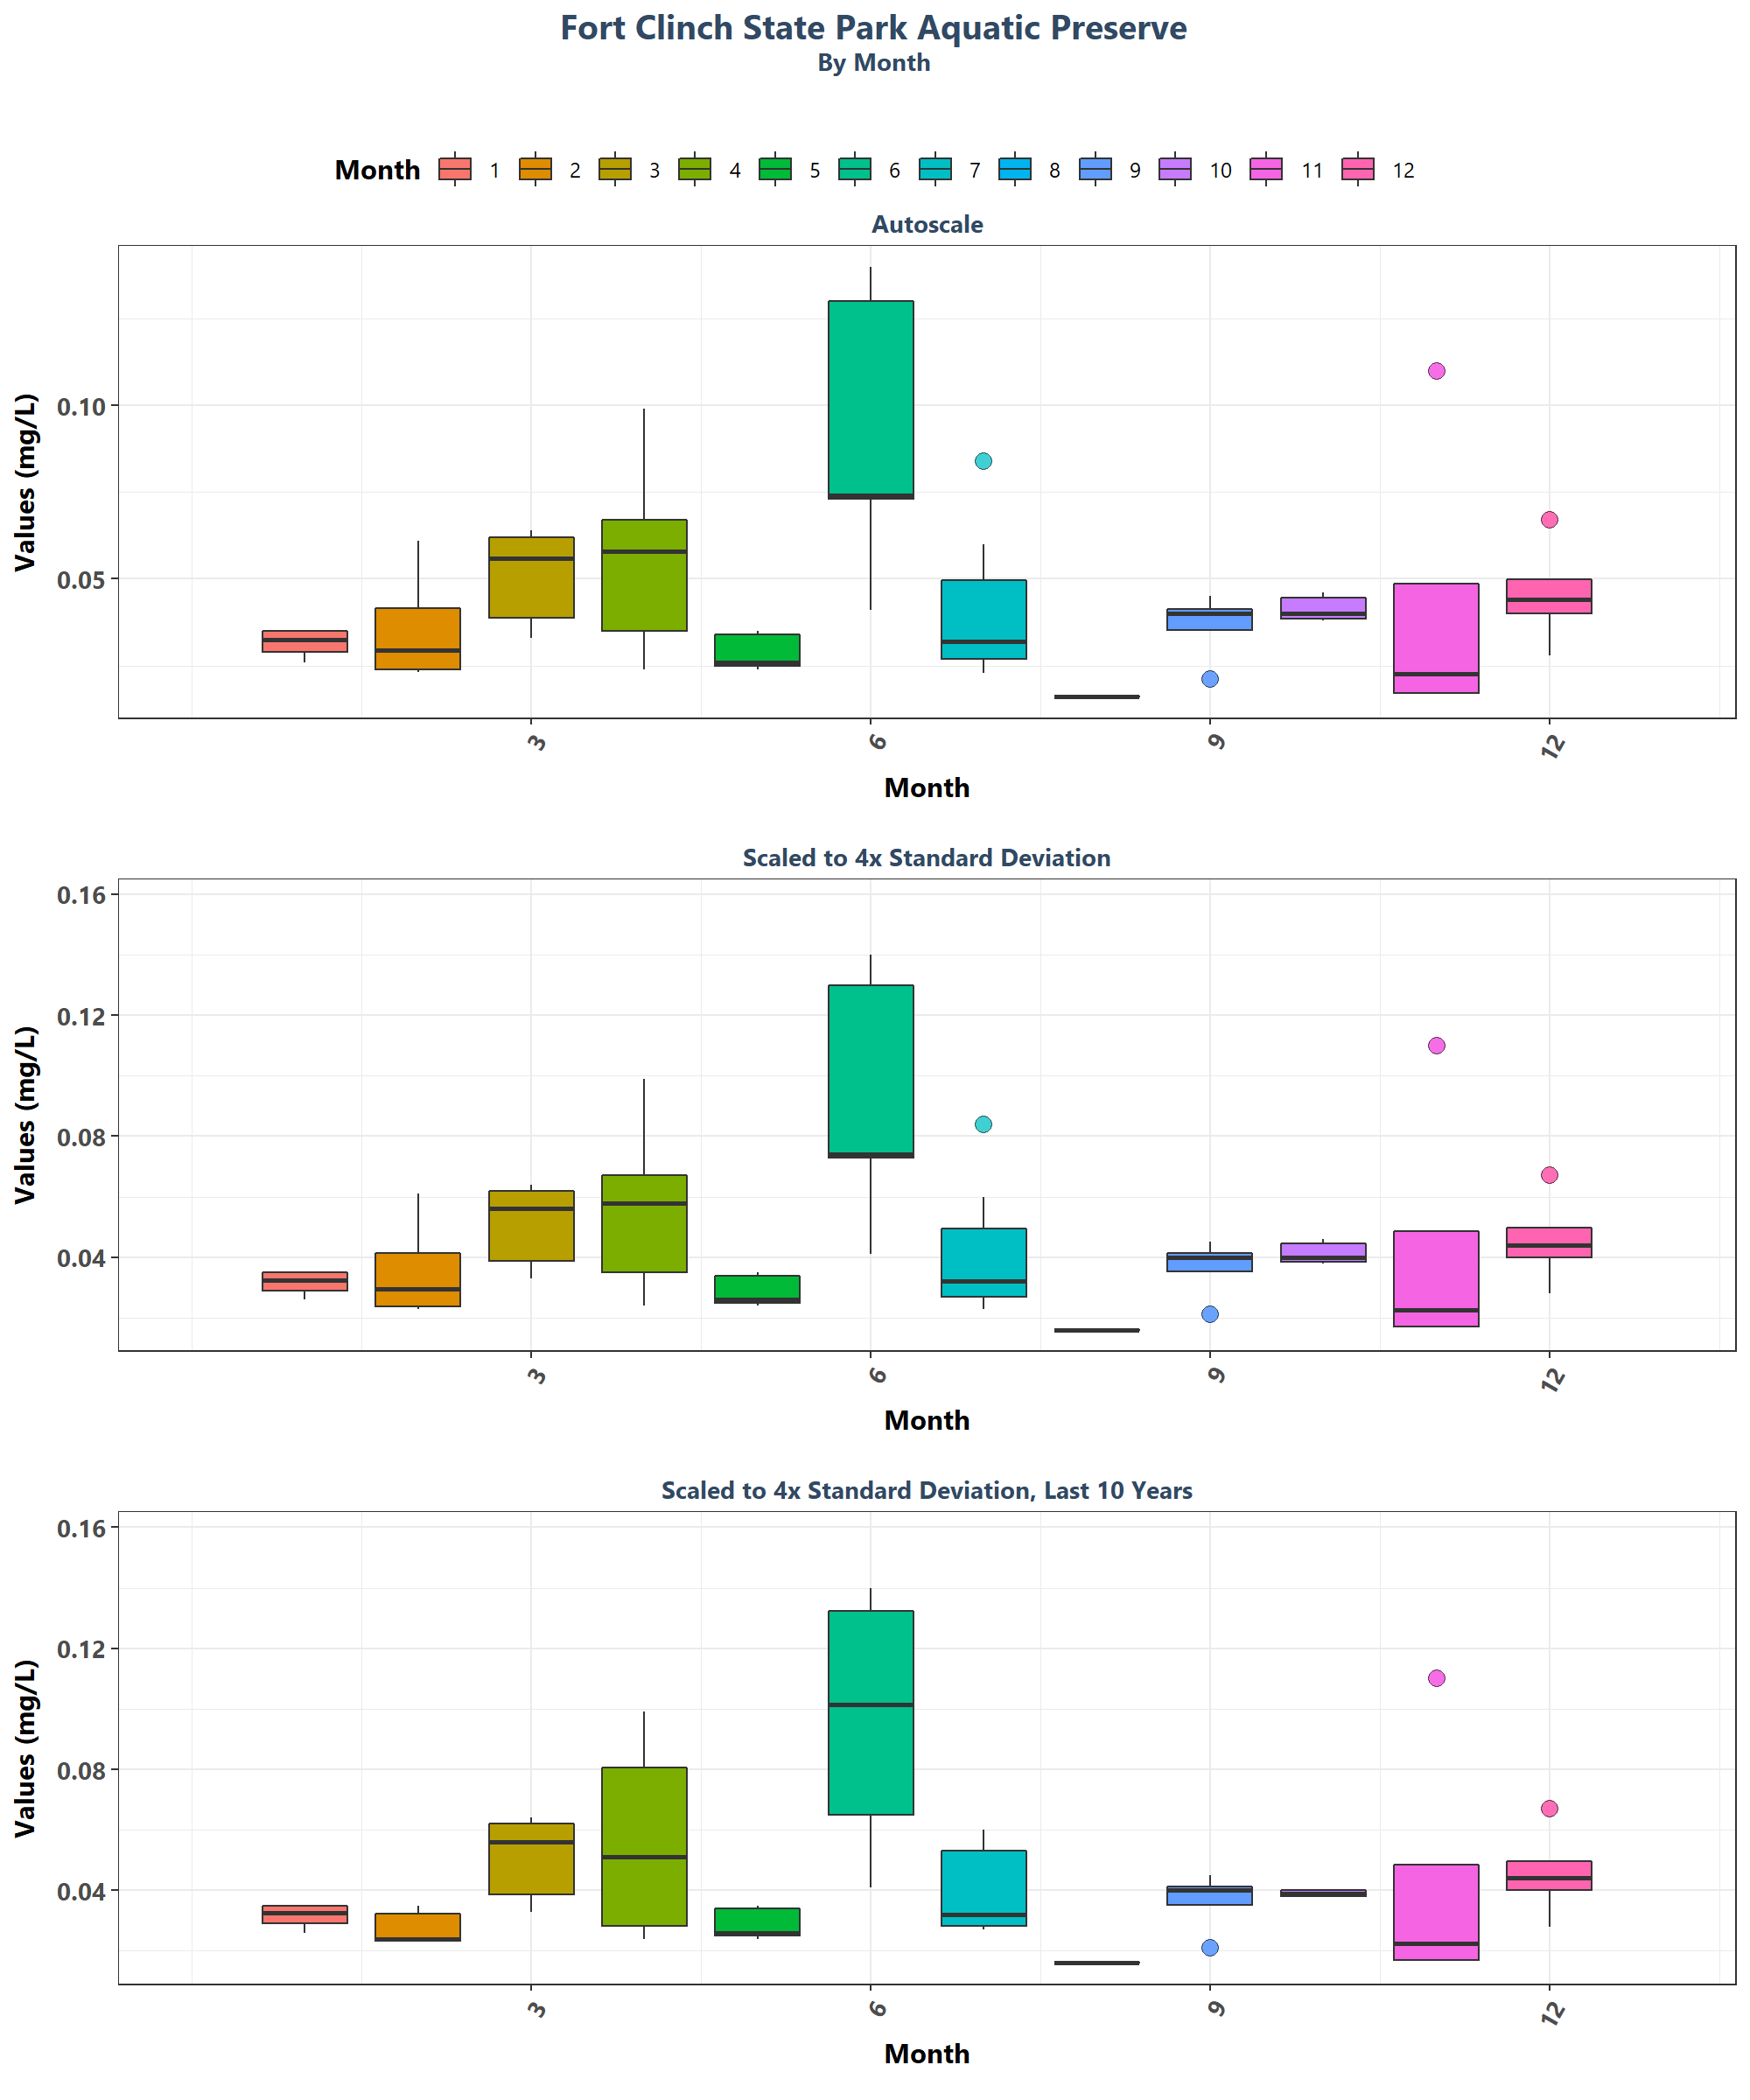 Fort Clinch State Park Aquatic Preserve
By Month
Month 1 2 3 4 5 6 7 8 9 10 11 12
Autoscale
Values (mg/L)
0.10
0.05
3 6 9 12
Month
Scaled to 4x Standard Deviation
Values (mg/L)
0.16
0.12
0.08
0.04
3 6 9 12
Month
Scaled to 4x Standard Deviation, Last 10 Years
Values (mg/L)
0.16
0.12
0.08
0.04
3 6 9 12
Month